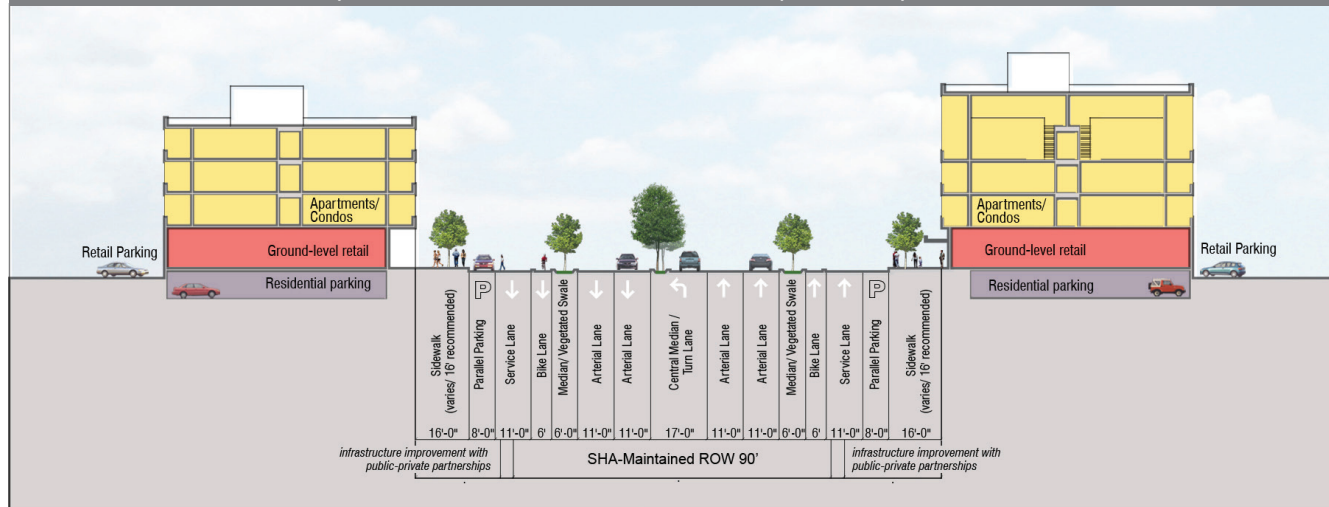 Apartments/
Condos
Retail Parking
Ground-level retail
Residential parking
Apartments/
Condos
Ground-level retail
Retail Parking
Residential parking
P
P
Sidewalk
(varies/ 16' recommended)
Parallel Parking
Service Lane
Bike Lane
Median/ Vegetated Swale
Arterial Lane
Arterial Lane
Central Median /
Turn Lane
Arterial Lane
Arterial Lane
Median/ Vegetated Swale
Bike Lane
Service Lane
Parallel Parking
Sidewalk
(varies/ 16' recommended)
16'-0" 8'-0" 11'-0" 6' 6'-0" 11'-0" 11'-0" 17'-0" 11'-0" 11'-0" 6'-0" 6' 11'-0" 8'-0" 16'-0"
infrastructure improvement with
public-private partnerships
SHA-Maintained ROW 90'
infrastructure improvement with
public-private partnerships